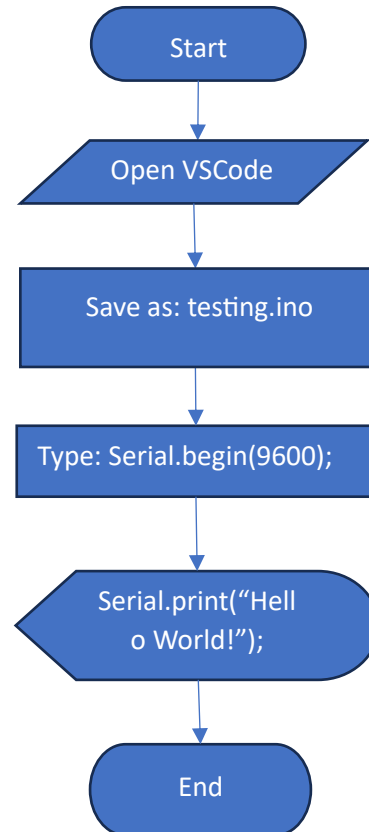 Start
Open VSCode
Save as: testing.ino
Type: Serial.begin(9600);
Serial.print(“Hell
o World!”);
End